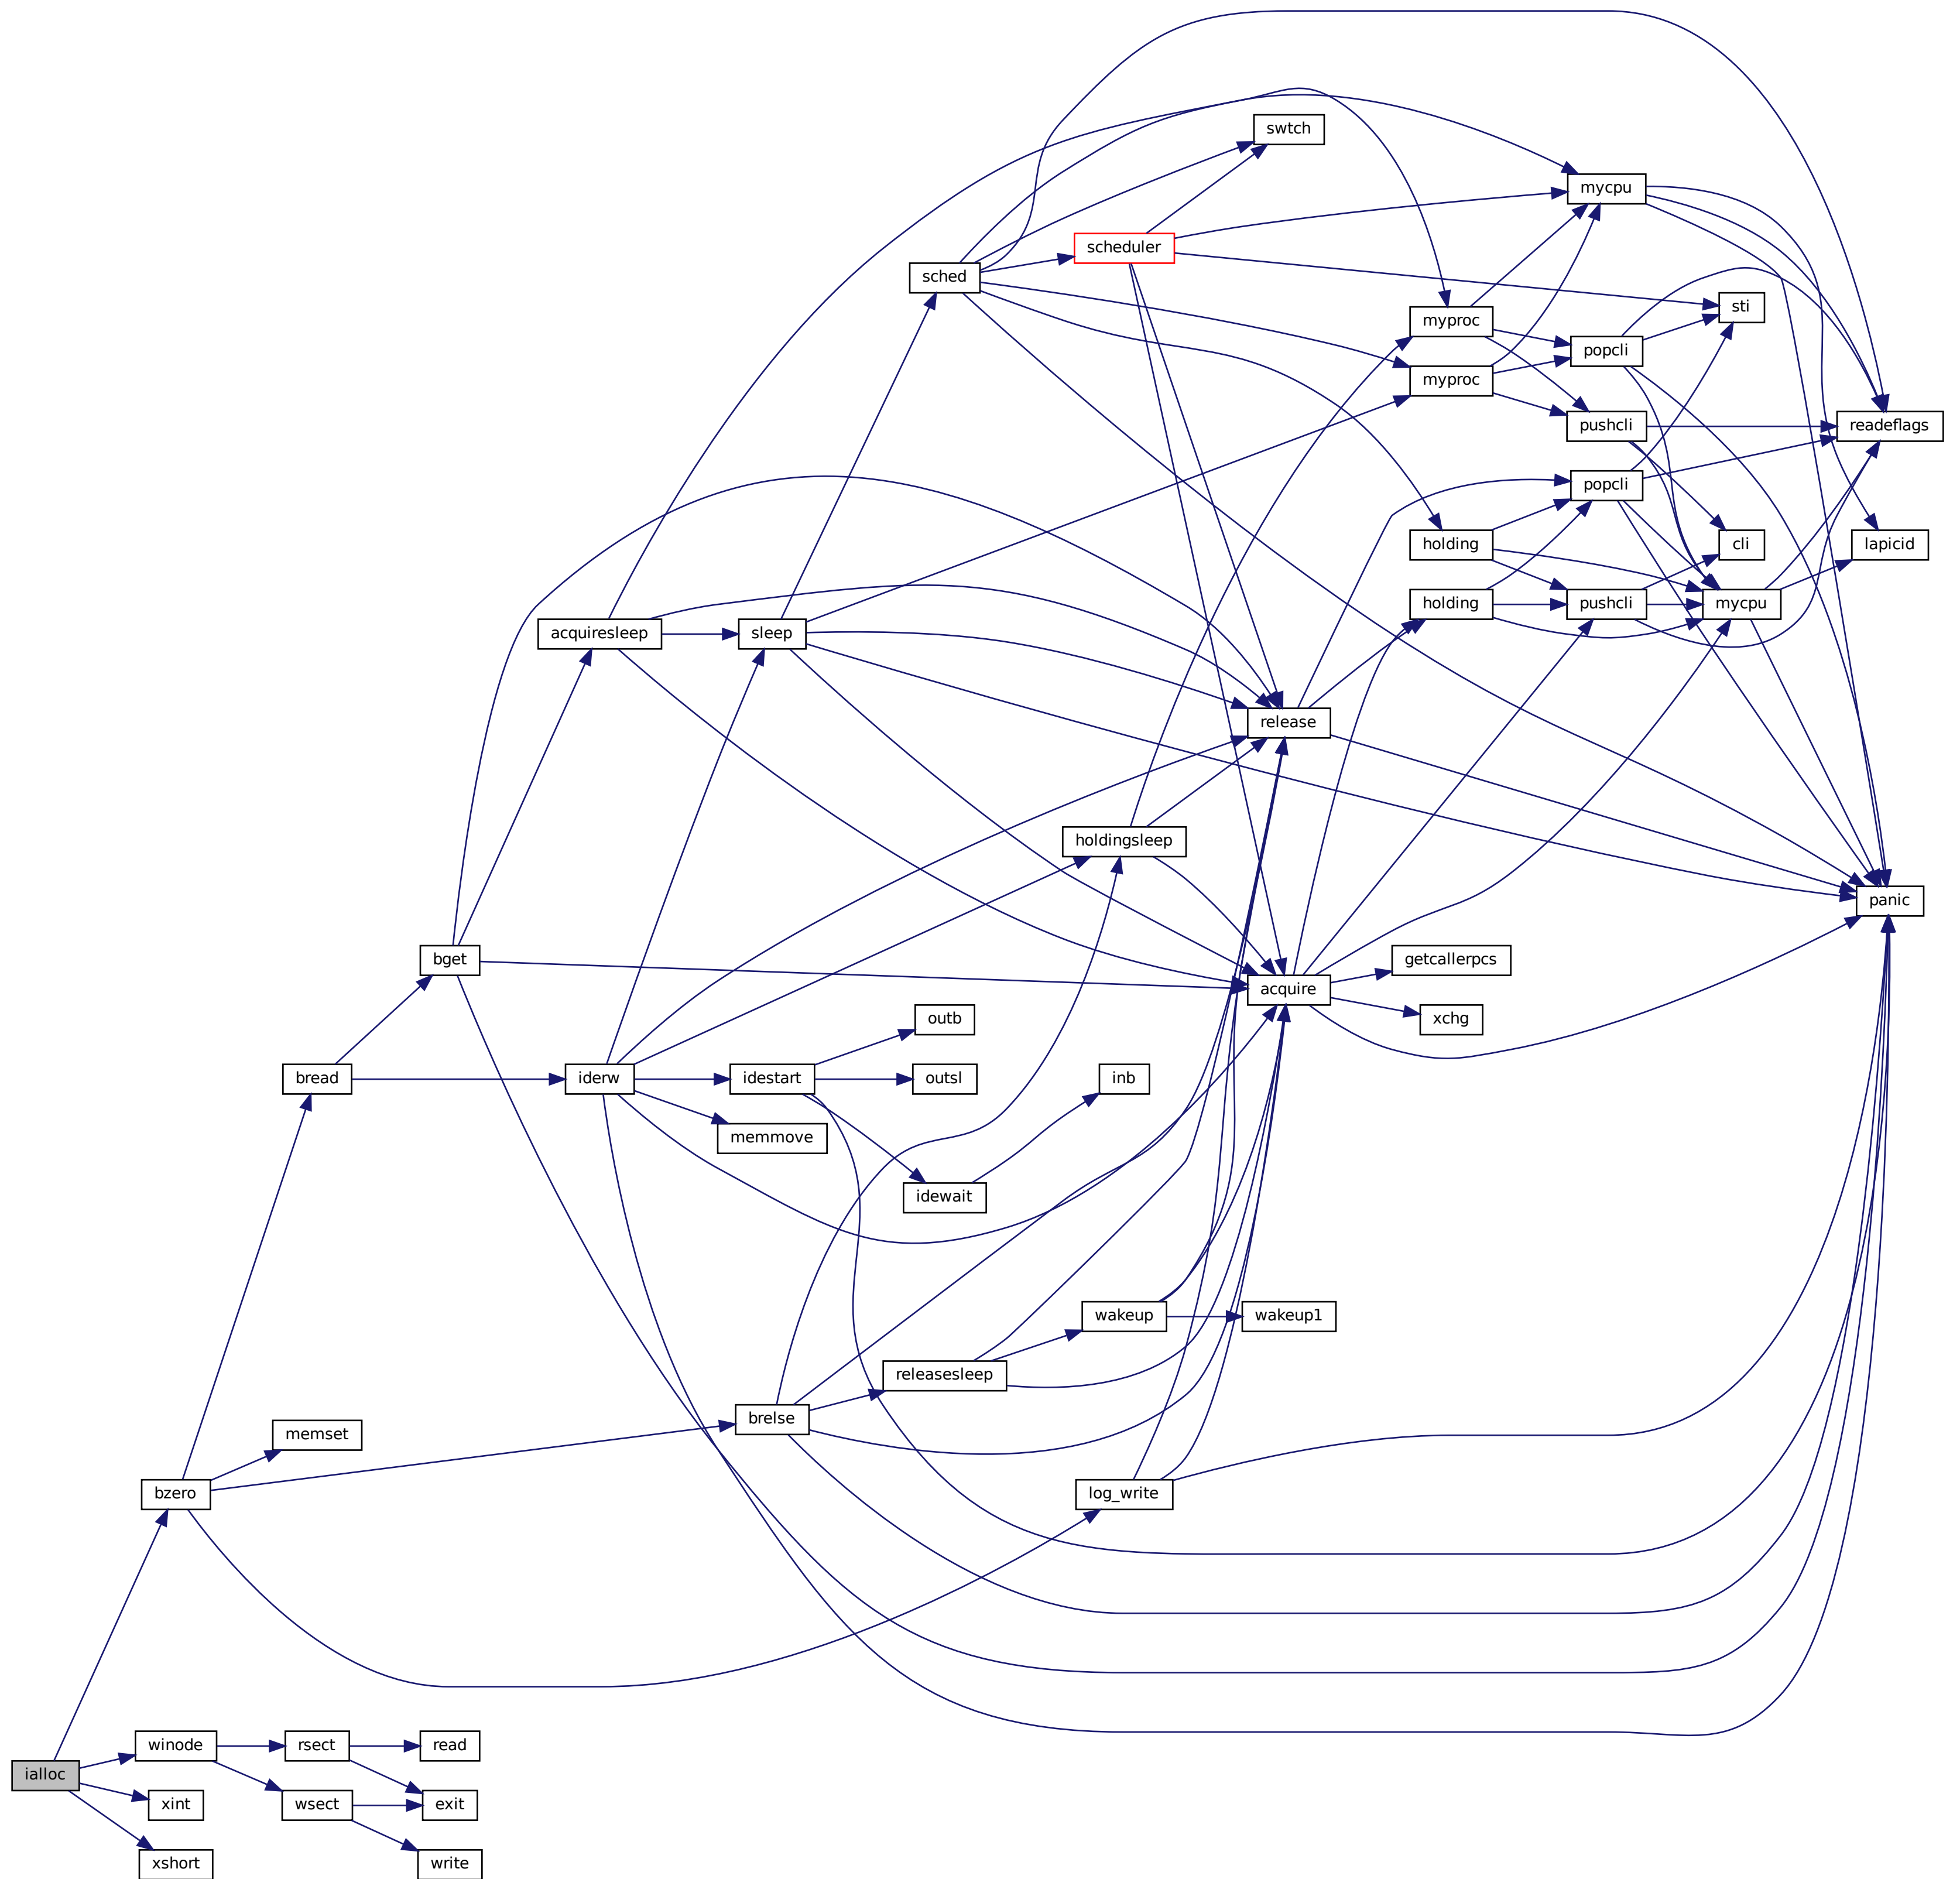 swtch
mycpu
scheduler
sched
sti
myproc
popcli
myproc
pushcli
readeflags
popcli
holding
cli
lapicid
holding
pushcli
mycpu
acquiresleep
sleep
release
holdingsleep
panic
bget
getcallerpcs
acquire
outb
xchg
bread
iderw
idestart
outsl
inb
memmove
idewait
wakeup
wakeup1
releasesleep
brelse
memset
bzero
log_write
winode
rsect
read
ialloc
xint
wsect
exit
xshort
write